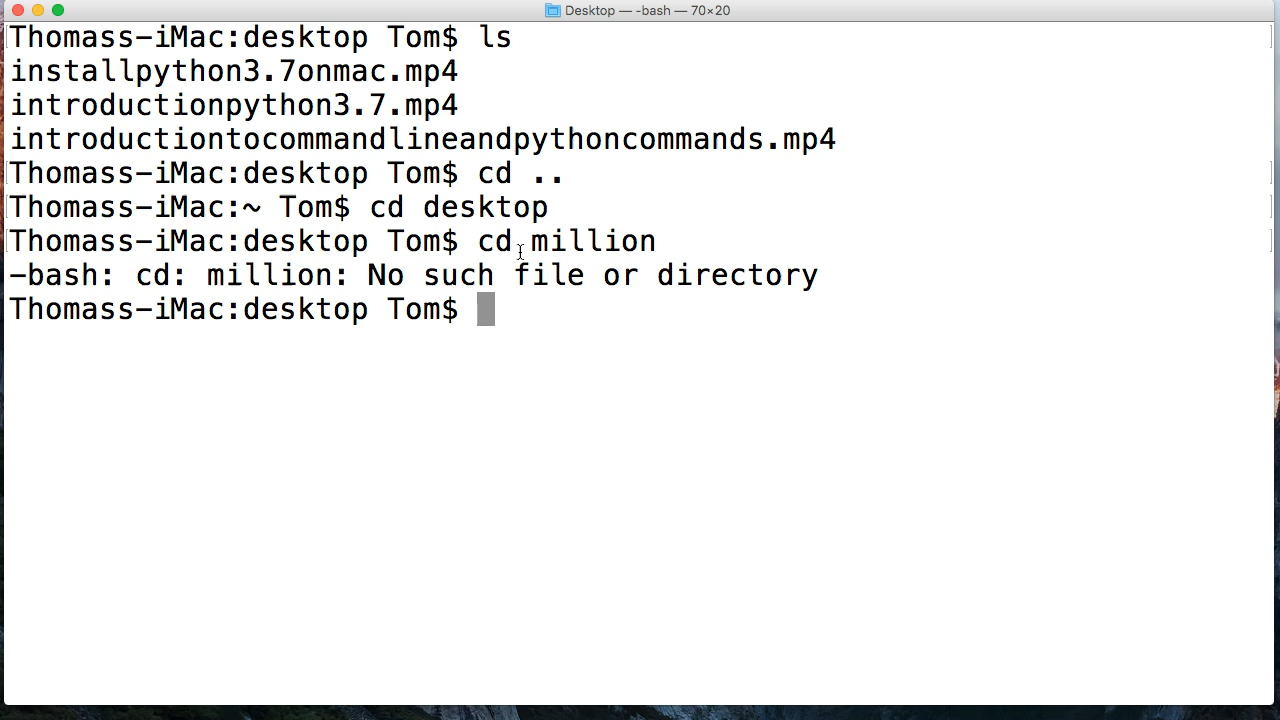 Desktop — -bash — 70×20
Thomass-iMac:desktop Tom$ ls
installpython3.7onmac.mp4
introductionpython3.7.mp4
introductiontocommandlineandpythoncommands.mp4
Thomass-iMac:desktop Tom$ cd ..
Thomass-iMac:~ Tom$ cd desktop
Thomass-iMac:desktop Tom$ cd million
-bash: cd: million: No such file or directory
Thomass-iMac:desktop Tom$